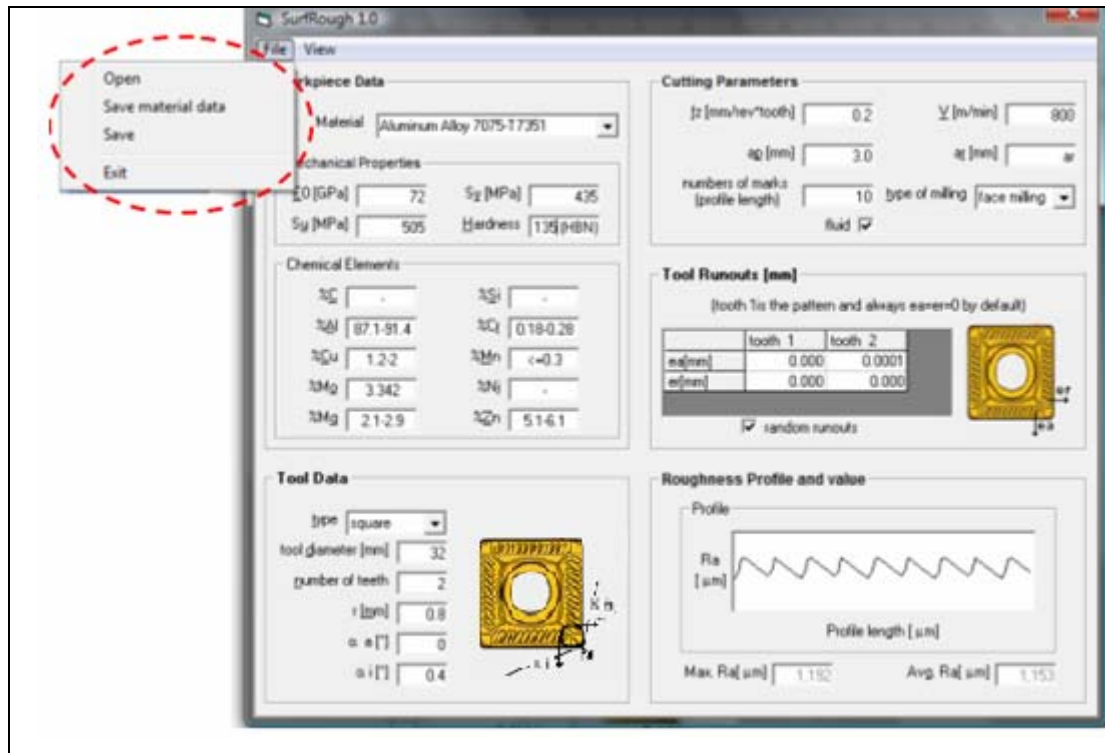 SurfRough 1.0
File View
Open
Save material data
Save
Exit
rkpiece Data
Material Aluminum Alloy 7075-T7351
echanical Properties
E0 [GPa] 72 Sy [MPa] 435
Sy [MPa] 505 Hardness 135(HBN)
Chemical Elements
%C - %Si -
%Al 87.1-91.4 %Cr 0.18-0.28
%Cu 1.2-2 %Mn <=0.3
%Mo 3.342 %Ni -
%Mg 2.1-2.9 %Zn 5.1-6.1
Tool Data
type square
tool diameter [mm] 32
number of teeth 2
r [mm] 0.8
α e [°] 0
α i [°] 0.4
Cutting Parameters
fz [mm/rev*tooth] 0.2 V [m/min] 800
ap [mm] 3.0 ae [mm] ar
numbers of marks
(profile length) 10 type of milling face milling
fluid
Tool Runouts [mm]
(tooth 1 is the pattern and always ea=er=0 by default)
tooth 1 tooth 2
ea[mm] 0.000 0.0001
er[mm] 0.000 0.000
er
ea
random runouts
Roughness Profile and value
Profile
Ra
[µm]
Profile length [µm]
Max. Ra[µm] 1.192 Avg. Ra[µm] 1.153